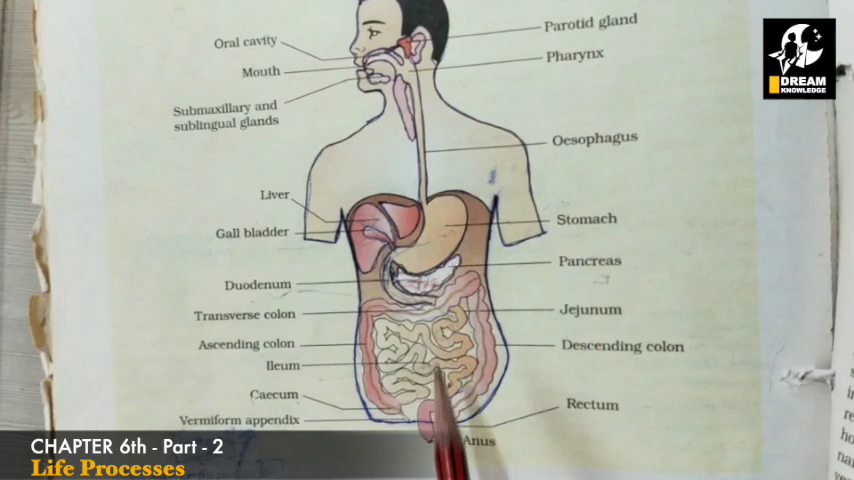 Oral cavity
Mouth
Submaxillary and
sublingual glands
Liver
Gall bladder
Duodenum
Transverse colon
Ascending colon
Ileum
Caecum
Vermiform appendix
Parotid gland
Pharynx
Oesophagus
Stomach
Pancreas
Jejunum
Descending colon
Rectum
Anus
DREAM
KNOWLEDGE
CHAPTER 6th - Part - 2
Life Processes